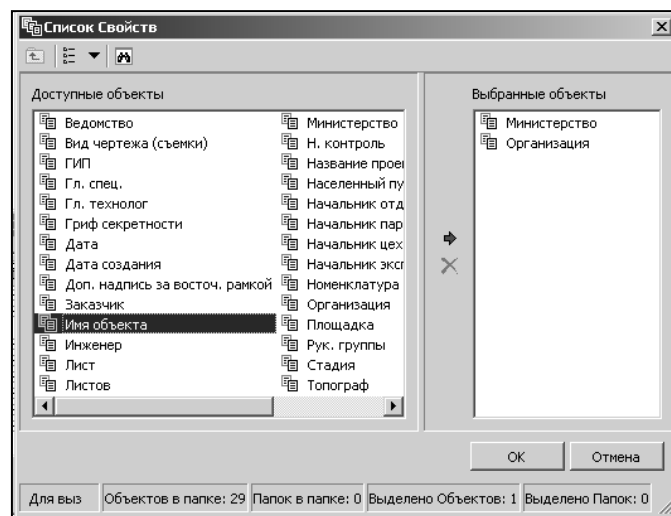 Список Свойств
Доступные объекты
Ведомство
Вид чертежа (съемки)
ГИП
Гл. спец.
Гл. технолог
Гриф секретности
Дата
Дата создания
Доп. надпись за восточ. рамкой
Заказчик
Имя объекта
Инженер
Лист
Листов
Министерство
Н. контроль
Название прое
Населенный пу
Начальник отд
Начальник пар
Начальник цех
Начальник эксп
Номенклатура
Организация
Площадка
Рук. группы
Стадия
Топограф
Выбранные объекты
Министерство
Организация
OK
Отмена
Для выз
Объектов в папке: 29
Папок в папке: 0
Выделено Объектов: 1
Выделено Папок: 0